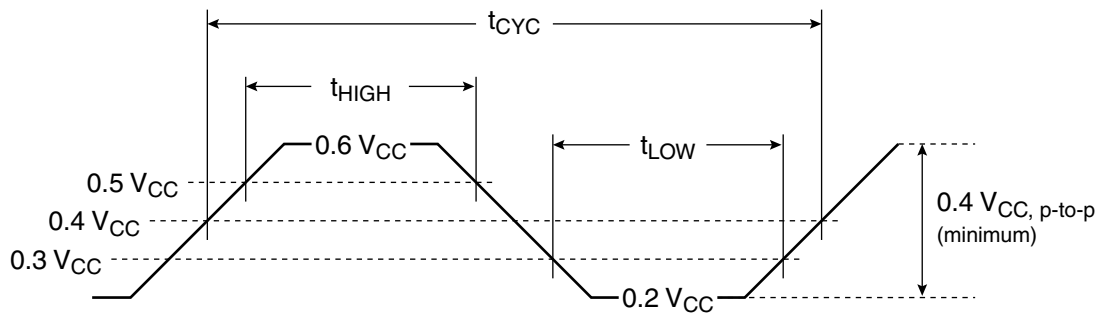 tCYC
tHIGH
0.6 VCC
tLOW
0.5 VCC
0.4 VCC
0.4 VCC, p-to-p
(minimum)
0.3 VCC
0.2 VCC